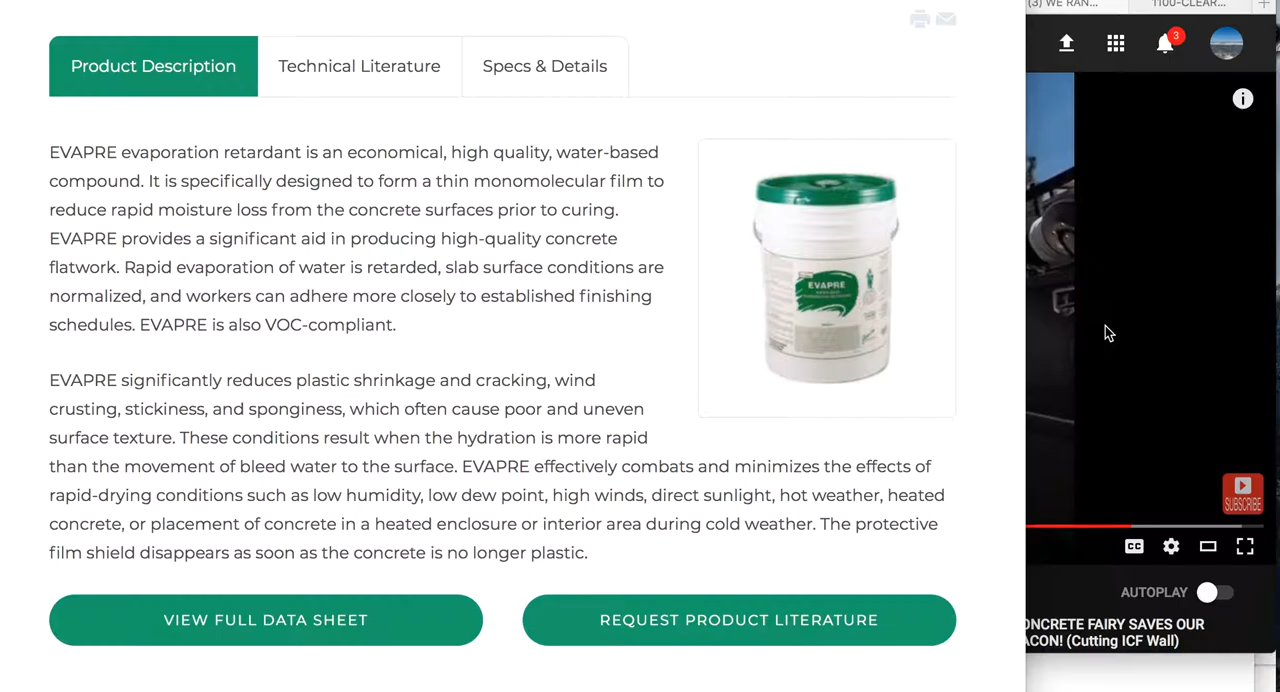 (3) WE RAN...
1100-CLEAR...
3
Product Description
Technical Literature
Specs & Details
EVAPRE evaporation retardant is an economical, high quality, water-based
compound. It is specifically designed to form a thin monomolecular film to
reduce rapid moisture loss from the concrete surfaces prior to curing.
EVAPRE provides a significant aid in producing high-quality concrete
flatwork. Rapid evaporation of water is retarded, slab surface conditions are
normalized, and workers can adhere more closely to established finishing
schedules. EVAPRE is also VOC-compliant.
EVAPRE significantly reduces plastic shrinkage and cracking, wind
crusting, stickiness, and sponginess, which often cause poor and uneven
surface texture. These conditions result when the hydration is more rapid
than the movement of bleed water to the surface. EVAPRE effectively combats and minimizes the effects of
rapid-drying conditions such as low humidity, low dew point, high winds, direct sunlight, hot weather, heated
concrete, or placement of concrete in a heated enclosure or interior area during cold weather. The protective
film shield disappears as soon as the concrete is no longer plastic.
EVAPRE
VIEW FULL DATA SHEET
REQUEST PRODUCT LITERATURE
SUBSCRIBE
CC
AUTOPLAY
ONCRETE FAIRY SAVES OUR
ACON! (Cutting ICF Wall)